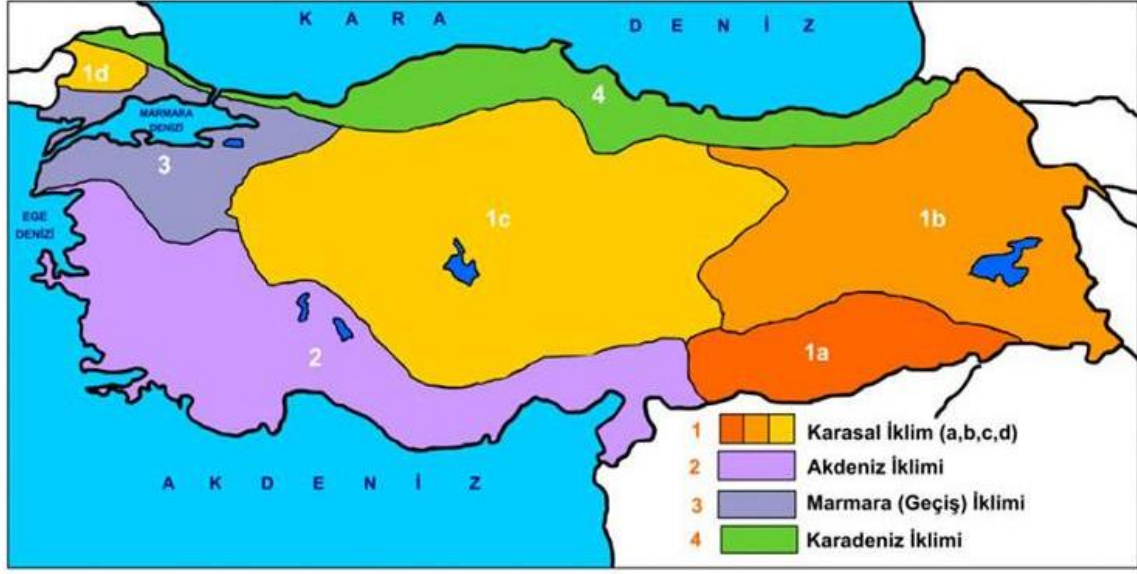 K A R A D E N İ Z
1d
4
MARMARA
DENİZİ
3
EGE
DENİZİ
1c
1b
2
1a
A K D E N İ Z
1 Karasal İklim (a,b,c,d)
2 Akdeniz İklimi
3 Marmara (Geçiş) İklimi
4 Karadeniz İklimi